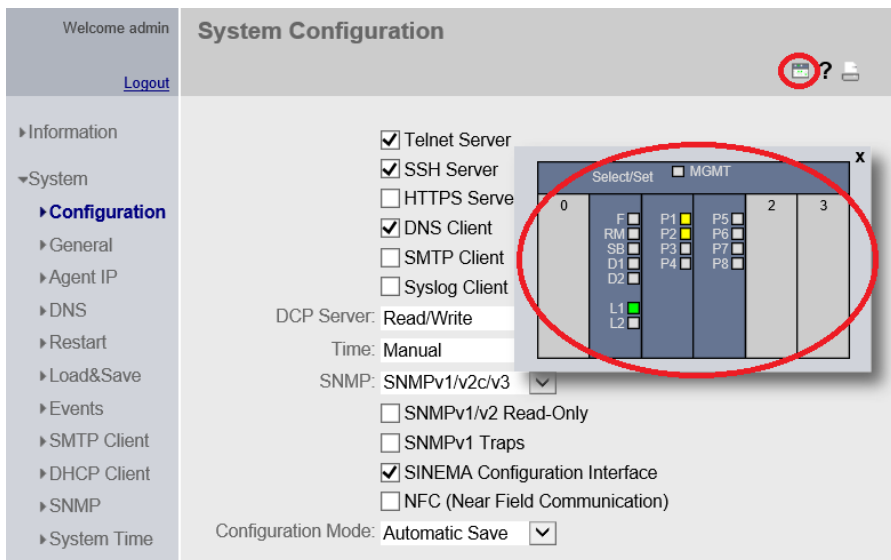 Welcome admin
System Configuration
Logout
?
Information
System
Configuration
General
Agent IP
DNS
Restart
Load&Save
Events
SMTP Client
DHCP Client
SNMP
System Time
Telnet Server
SSH Server
HTTPS Serve
DNS Client
SMTP Client
Syslog Client
DCP Server: Read/Write
Time: Manual
SNMP: SNMPv1/v2c/v3
SNMPv1/v2 Read-Only
SNMPv1 Traps
SINEMA Configuration Interface
NFC (Near Field Communication)
Configuration Mode: Automatic Save
x
Select/Set MGMT
0 2 3
F P1 P5
RM P2 P6
SB P3 P7
D1 P4 P8
D2
L1
L2